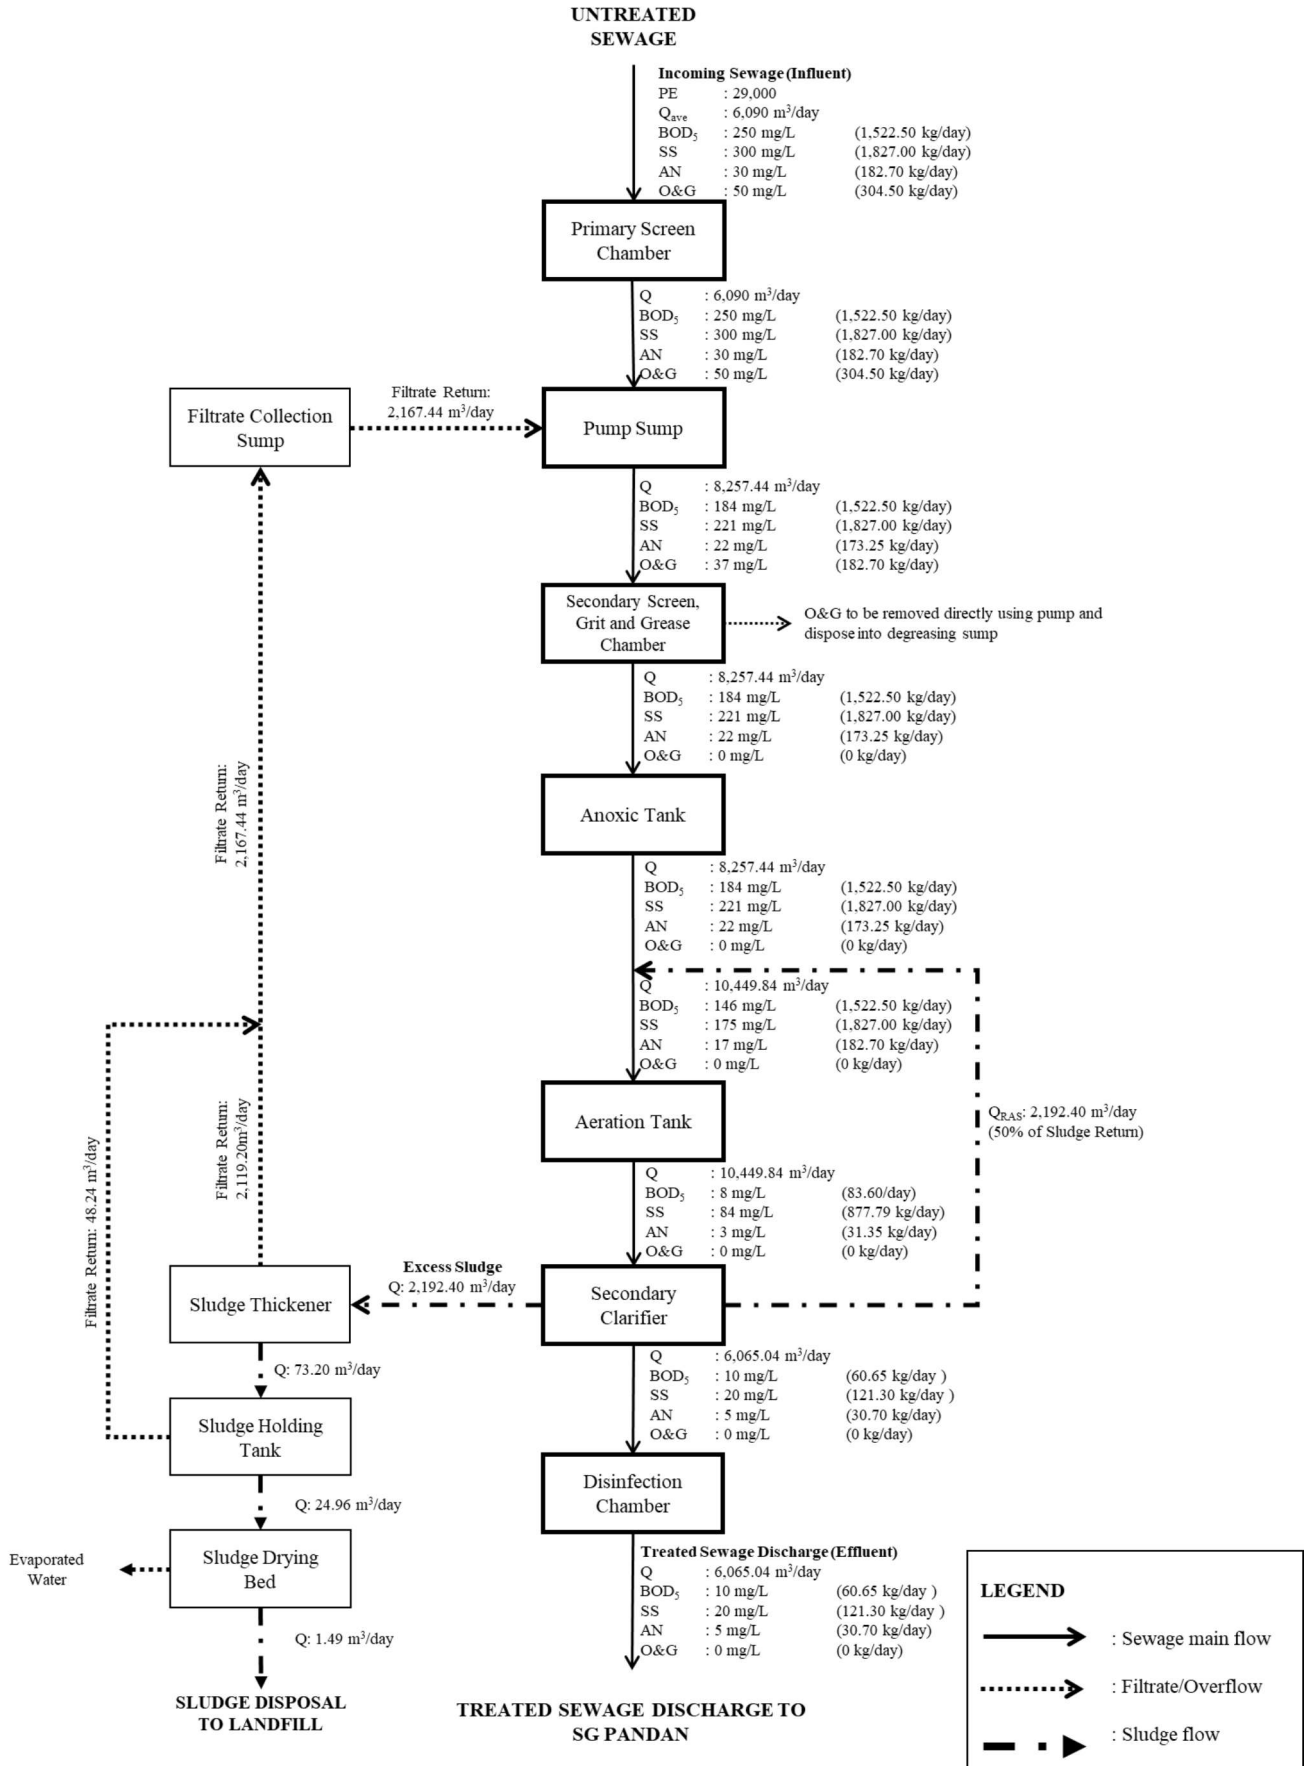 UNTREATED
SEWAGE
Incoming Sewage (Influent)
PE : 29,000
Qave : 6,090 m³/day
BOD₅ : 250 mg/L (1,522.50 kg/day)
SS : 300 mg/L (1,827.00 kg/day)
AN : 30 mg/L (182.70 kg/day)
O&G : 50 mg/L (304.50 kg/day)
Primary Screen
Chamber
Q : 6,090 m³/day
BOD₅ : 250 mg/L (1,522.50 kg/day)
SS : 300 mg/L (1,827.00 kg/day)
AN : 30 mg/L (182.70 kg/day)
O&G : 50 mg/L (304.50 kg/day)
Filtrate Collection
Sump
Filtrate Return:
2,167.44 m³/day
Pump Sump
Q : 8,257.44 m³/day
BOD₅ : 184 mg/L (1,522.50 kg/day)
SS : 221 mg/L (1,827.00 kg/day)
AN : 22 mg/L (173.25 kg/day)
O&G : 37 mg/L (182.70 kg/day)
Secondary Screen,
Grit and Grease
Chamber
O&G to be removed directly using pump and
dispose into degreasing sump
Q : 8,257.44 m³/day
BOD₅ : 184 mg/L (1,522.50 kg/day)
SS : 221 mg/L (1,827.00 kg/day)
AN : 22 mg/L (173.25 kg/day)
O&G : 0 mg/L (0 kg/day)
Filtrate Return:
2,167.44 m³/day
Anoxic Tank
Q : 8,257.44 m³/day
BOD₅ : 184 mg/L (1,522.50 kg/day)
SS : 221 mg/L (1,827.00 kg/day)
AN : 22 mg/L (173.25 kg/day)
O&G : 0 mg/L (0 kg/day)
Q : 10,449.84 m³/day
BOD₅ : 146 mg/L (1,522.50 kg/day)
SS : 175 mg/L (1,827.00 kg/day)
AN : 17 mg/L (182.70 kg/day)
O&G : 0 mg/L (0 kg/day)
Aeration Tank
QRAS: 2,192.40 m³/day
(50% of Sludge Return)
Filtrate Return: 48.24 m³/day
Filtrate Return:
2,119.20m³/day
Q : 10,449.84 m³/day
BOD₅ : 8 mg/L (83.60/day)
SS : 84 mg/L (877.79 kg/day)
AN : 3 mg/L (31.35 kg/day)
O&G : 0 mg/L (0 kg/day)
Excess Sludge
Q: 2,192.40 m³/day
Sludge Thickener
Secondary
Clarifier
Q: 73.20 m³/day
Q : 6,065.04 m³/day
BOD₅ : 10 mg/L (60.65 kg/day )
SS : 20 mg/L (121.30 kg/day )
AN : 5 mg/L (30.70 kg/day)
O&G : 0 mg/L (0 kg/day)
Sludge Holding
Tank
Disinfection
Chamber
Q: 24.96 m³/day
Evaporated
Water
Sludge Drying
Bed
Treated Sewage Discharge (Effluent)
Q : 6,065.04 m³/day
BOD₅ : 10 mg/L (60.65 kg/day )
SS : 20 mg/L (121.30 kg/day )
AN : 5 mg/L (30.70 kg/day)
O&G : 0 mg/L (0 kg/day)
Q: 1.49 m³/day
SLUDGE DISPOSAL
TO LANDFILL
TREATED SEWAGE DISCHARGE TO
SG PANDAN
LEGEND
: Sewage main flow
: Filtrate/Overflow
: Sludge flow